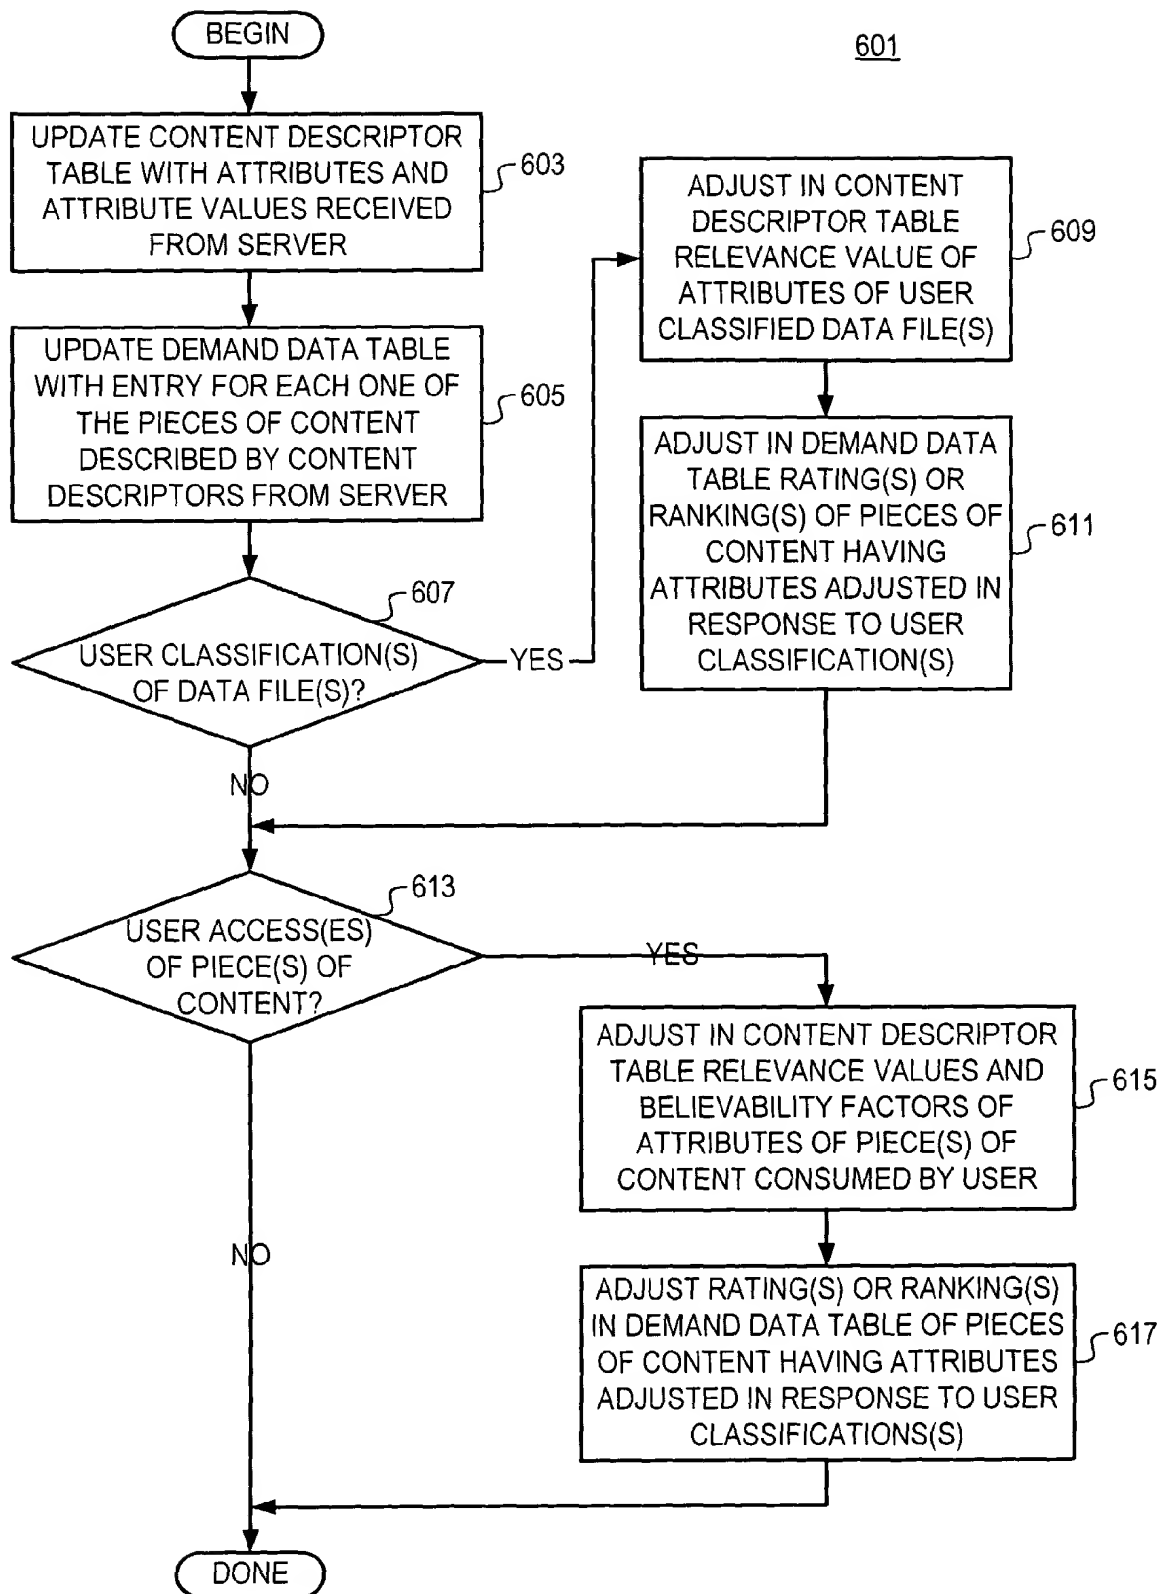 BEGIN
601
UPDATE CONTENT DESCRIPTOR
TABLE WITH ATTRIBUTES AND
ATTRIBUTE VALUES RECEIVED
FROM SERVER
603
UPDATE DEMAND DATA TABLE
WITH ENTRY FOR EACH ONE OF
THE PIECES OF CONTENT
DESCRIBED BY CONTENT
DESCRIPTORS FROM SERVER
605
607
USER CLASSIFICATION(S)
OF DATA FILE(S)?
YES
NO
ADJUST IN CONTENT
DESCRIPTOR TABLE
RELEVANCE VALUE OF
ATTRIBUTES OF USER
CLASSIFIED DATA FILE(S)
609
ADJUST IN DEMAND DATA
TABLE RATING(S) OR
RANKING(S) OF PIECES OF
CONTENT HAVING
ATTRIBUTES ADJUSTED IN
RESPONSE TO USER
CLASSIFICATION(S)
611
613
USER ACCESS(ES)
OF PIECE(S) OF
CONTENT?
YES
NO
ADJUST IN CONTENT DESCRIPTOR
TABLE RELEVANCE VALUES AND
BELIEVABILITY FACTORS OF
ATTRIBUTES OF PIECE(S) OF
CONTENT CONSUMED BY USER
615
ADJUST RATING(S) OR RANKING(S)
IN DEMAND DATA TABLE OF PIECES
OF CONTENT HAVING ATTRIBUTES
ADJUSTED IN RESPONSE TO USER
CLASSIFICATIONS(S)
617
DONE